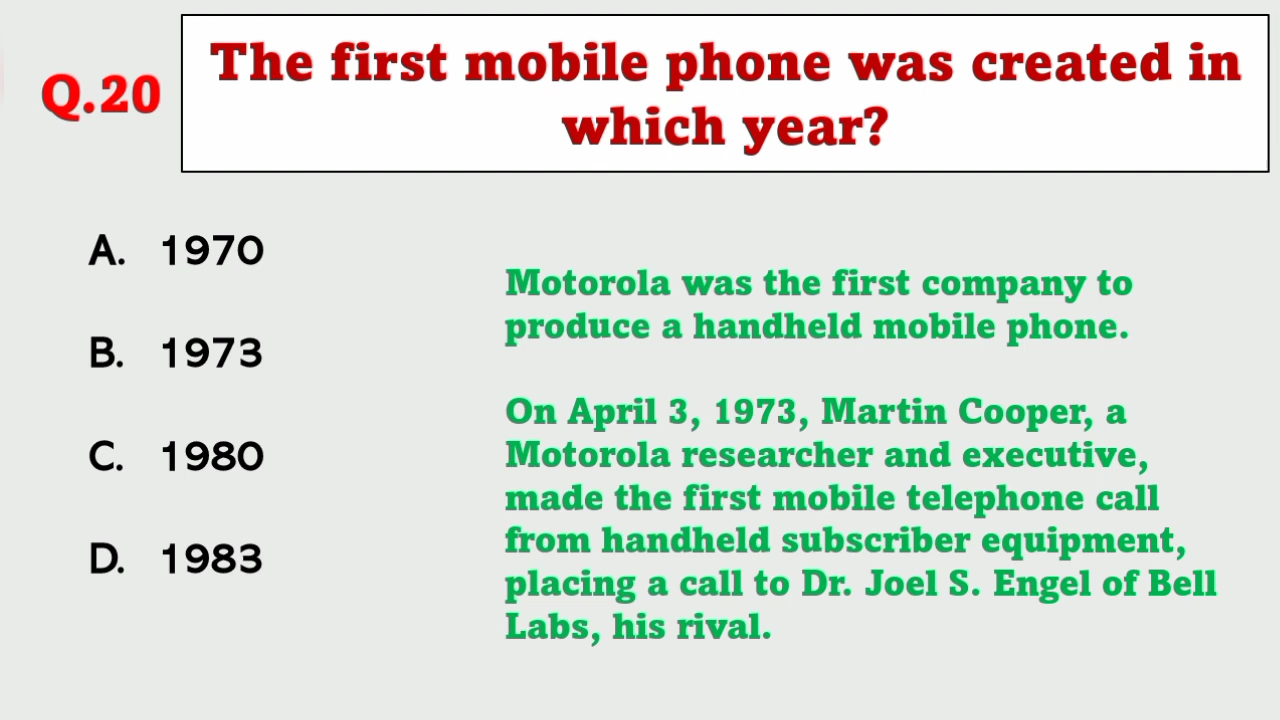 Q.20
The first mobile phone was created in
which year?
A. 1970
B. 1973
C. 1980
D. 1983
Motorola was the first company to
produce a handheld mobile phone.
On April 3, 1973, Martin Cooper, a
Motorola researcher and executive,
made the first mobile telephone call
from handheld subscriber equipment,
placing a call to Dr. Joel S. Engel of Bell
Labs, his rival.